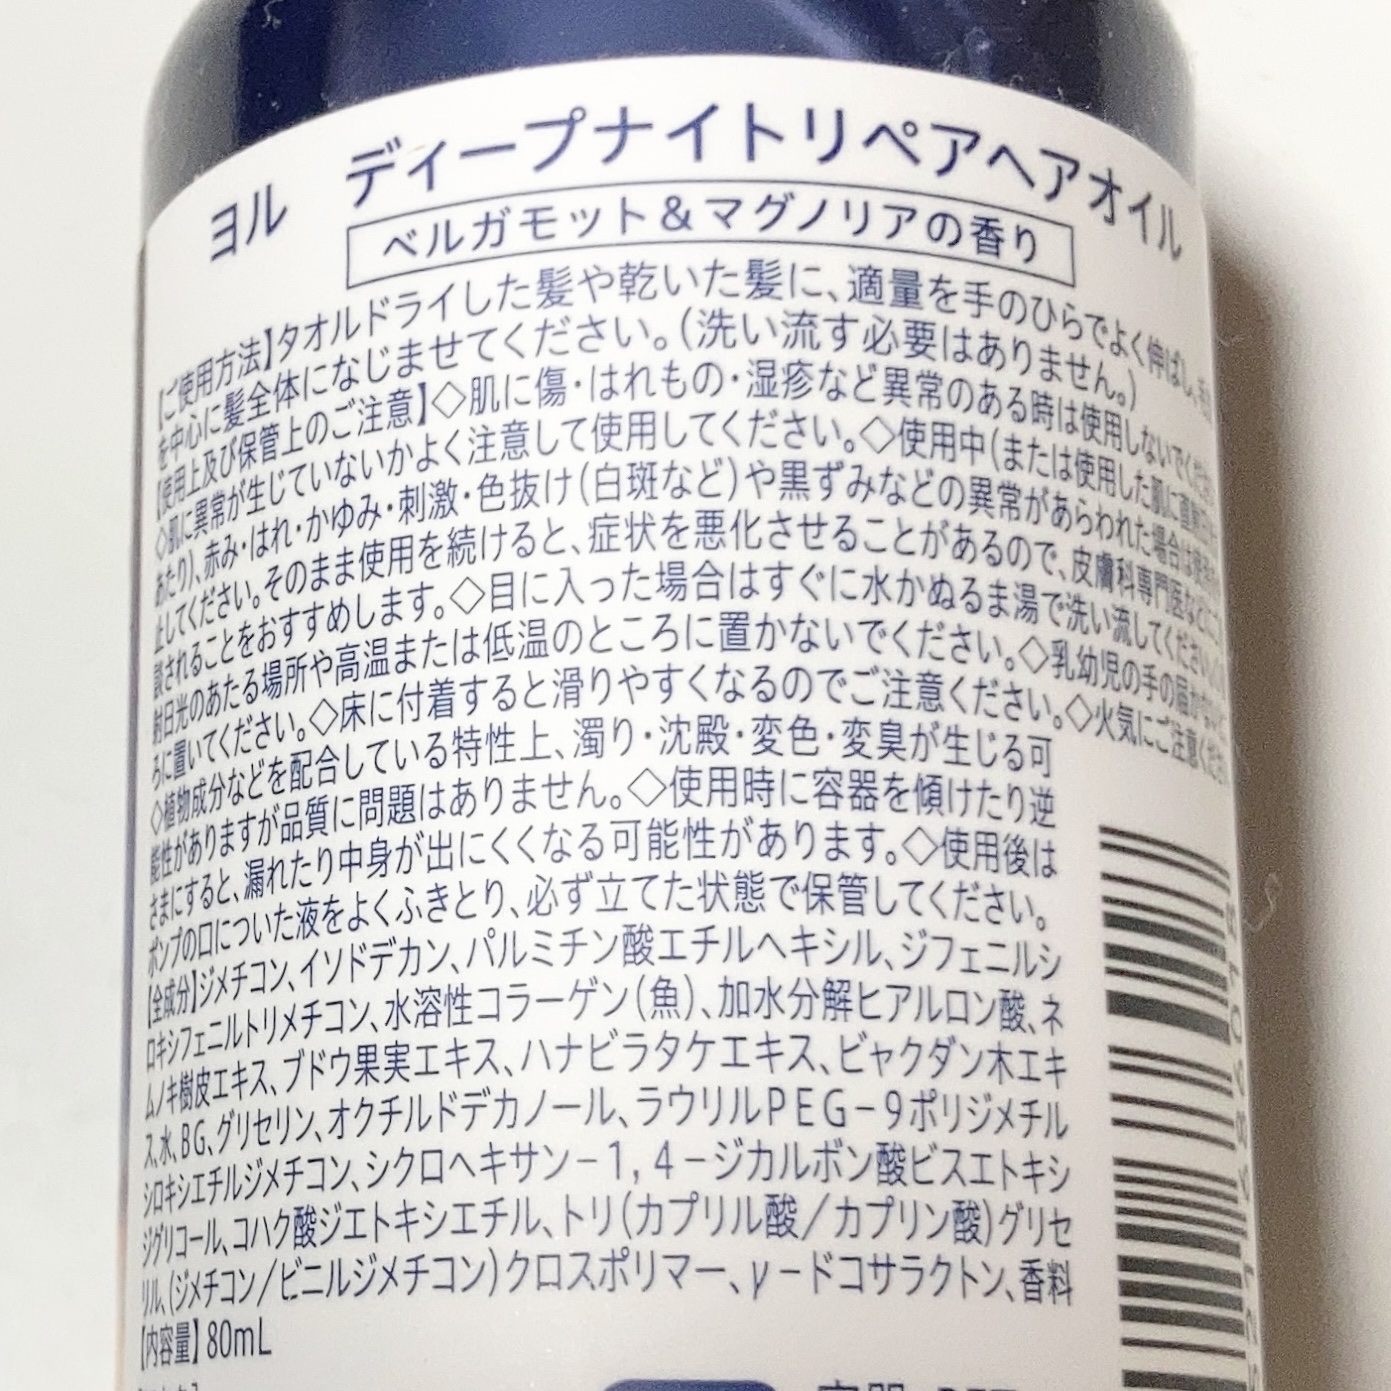 ヨル ディープナイトリペアヘアオイル
ベルガモット&マグノリアの香り
【ご使用方法】タオルドライした髪や乾いた髪に、適量を手のひらでよく伸ばし、毛先
を中心に髪全体になじませてください。(洗い流す必要はありません。)
【使用上及び保管上のご注意】◇肌に傷・はれもの・湿疹など異常のある時は使用しないでください。
◇肌に異常が生じていないかよく注意して使用してください。◇使用中(または使用した肌に直射日光が
あたり)、赤み・はれ・かゆみ・刺激・色抜け(白斑など)や黒ずみなどの異常があらわれた場合は使用を
止してください。そのまま使用を続けると、症状を悪化させることがあるので、皮膚科専門医などに
談されることをおすすめします。◇目に入った場合はすぐに水かぬるま湯で洗い流してください。
射日光のあたる場所や高温または低温のところに置かないでください。◇乳幼児の手の届かない
ろに置いてください。◇床に付着すると滑りやすくなるのでご注意ください。◇火気にご注意ください。
◇植物成分などを配合している特性上、濁り・沈殿・変色・変臭が生じる可
能性がありますが品質に問題はありません。◇使用時に容器を傾けたり逆
さまにすると、漏れたり中身が出にくくなる可能性があります。◇使用後は
ポンプの口についた液をよくふきとり、必ず立てた状態で保管してください。
【全成分】ジメチコン、イソドデカン、パルミチン酸エチルヘキシル、ジフェニルシ
ロキシフェニルトリメチコン、水溶性コラーゲン(魚)、加水分解ヒアルロン酸、ネ
ムノキ樹皮エキス、ブドウ果実エキス、ハナビラタケエキス、ビャクダン木エキ
ス、水、BG、グリセリン、オクチルドデカノール、ラウリルPEG-9ポリジメチル
シロキシエチルジメチコン、シクロヘキサン-1,4-ジカルボン酸ビスエトキシ
ジグリコール、コハク酸ジエトキシエチル、トリ(カプリル酸/カプリン酸)グリセ
リル、(ジメチコン/ビニルジメチコン)クロスポリマー、γ-ドコサラクトン、香料
【内容量】80mL